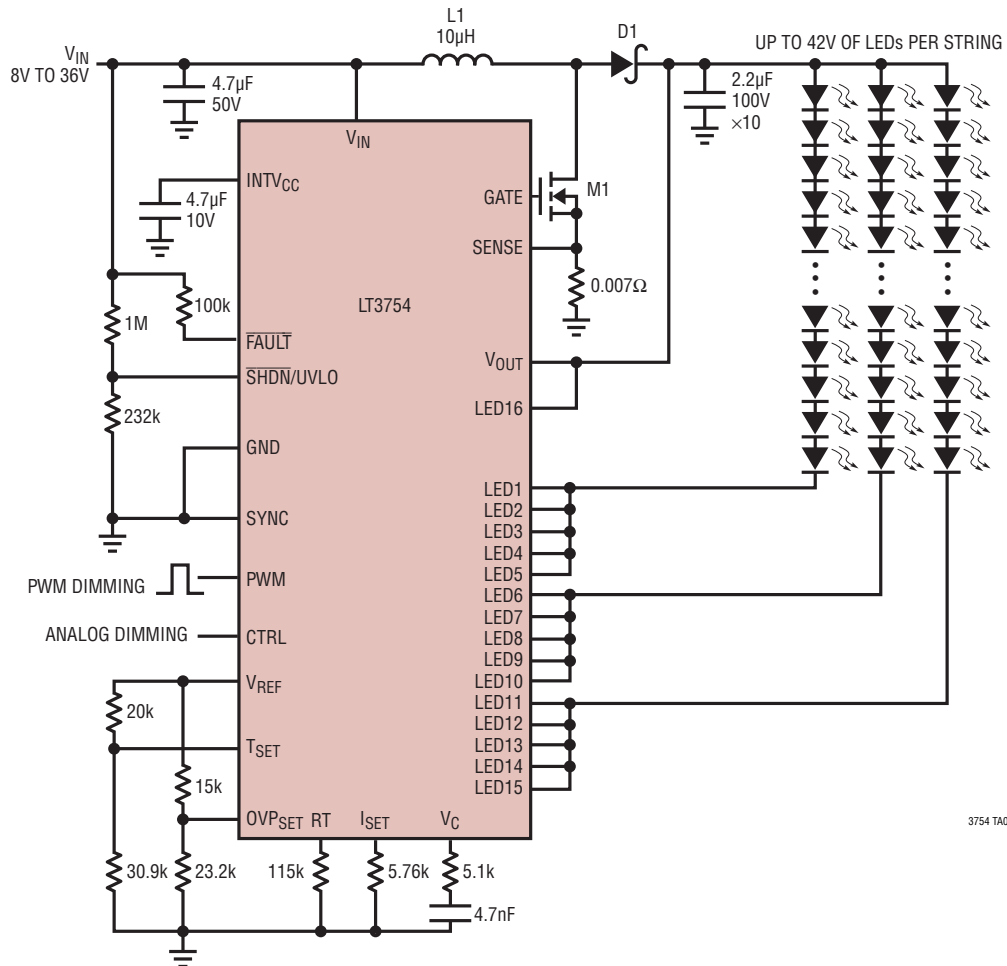 L1
10µH
D1
UP TO 42V OF LEDs PER STRING
VIN
8V TO 36V
4.7µF
50V
2.2µF
100V
×10
VIN
INTVCC
4.7µF
10V
GATE
M1
SENSE
0.007Ω
LT3754
100k
1M
FAULT
VOUT
SHDN/UVLO
LED16
232k
GND
SYNC
LED1
LED2
LED3
LED4
LED5
LED6
LED7
LED8
LED9
LED10
LED11
LED12
LED13
LED14
LED15
PWM DIMMING
PWM
ANALOG DIMMING
CTRL
VREF
20k
TSET
15k
OVPSET
RT
ISET
VC
30.9k
23.2k
115k
5.76k
5.1k
4.7nF